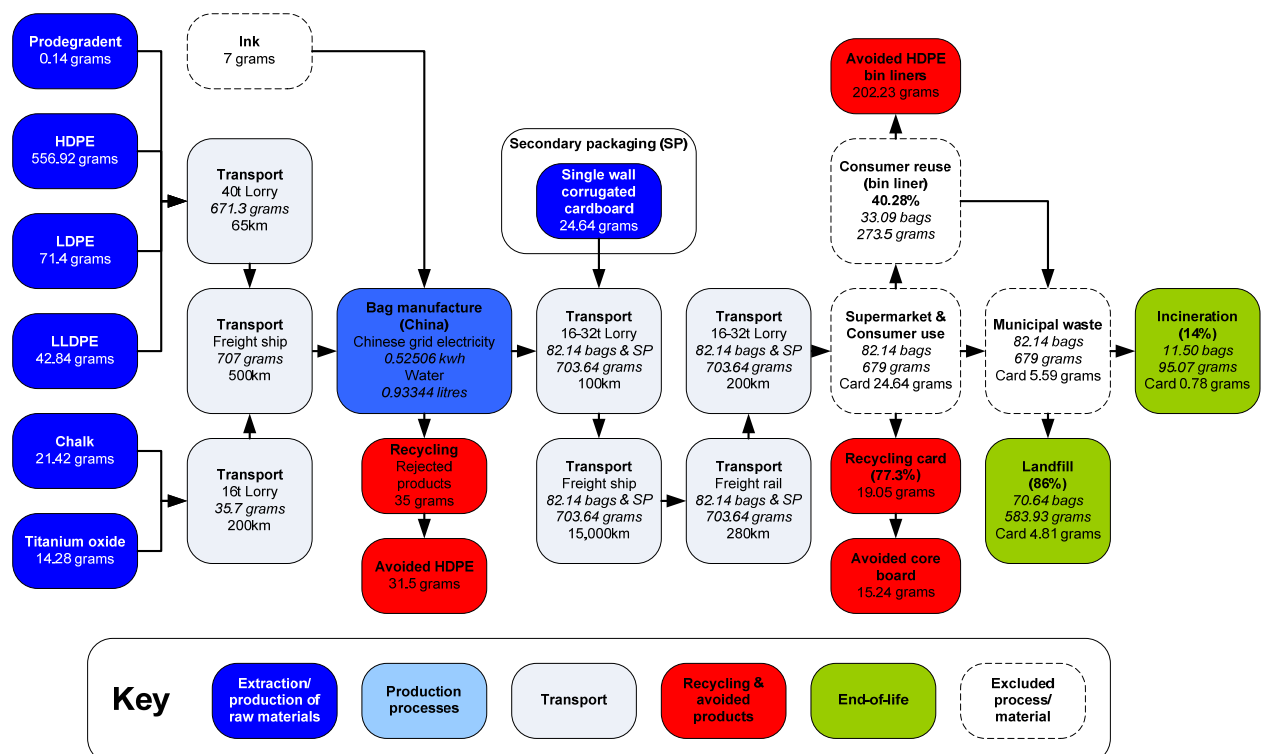 Prodegradent
0.14 grams
HDPE
556.92 grams
LDPE
71.4 grams
LLDPE
42.84 grams
Chalk
21.42 grams
Titanium oxide
14.28 grams
Ink
7 grams
Transport
40t Lorry
671.3 grams
65km
Transport
Freight ship
707 grams
500km
Transport
16t Lorry
35.7 grams
200km
Bag manufacture
(China)
Chinese grid electricity
0.52506 kwh
Water
0.93344 litres
Recycling
Rejected
products
35 grams
Avoided HDPE
31.5 grams
Secondary packaging (SP)
Single wall
corrugated
cardboard
24.64 grams
Transport
16-32t Lorry
82.14 bags & SP
703.64 grams
100km
Transport
Freight ship
82.14 bags & SP
703.64 grams
15,000km
Transport
16-32t Lorry
82.14 bags & SP
703.64 grams
200km
Transport
Freight rail
82.14 bags & SP
703.64 grams
280km
Avoided HDPE
bin liners
202.23 grams
Consumer reuse
(bin liner)
40.28%
33.09 bags
273.5 grams
Supermarket &
Consumer use
82.14 bags
679 grams
Card 24.64 grams
Recycling card
(77.3%)
19.05 grams
Avoided core
board
15.24 grams
Municipal waste
82.14 bags
679 grams
Card 5.59 grams
Landfill
(86%)
70.64 bags
583.93 grams
Card 4.81 grams
Incineration
(14%)
11.50 bags
95.07 grams
Card 0.78 grams
Key
Extraction/
production of
raw materials
Production
processes
Transport
Recycling &
avoided
products
End-of-life
Excluded
process/
material